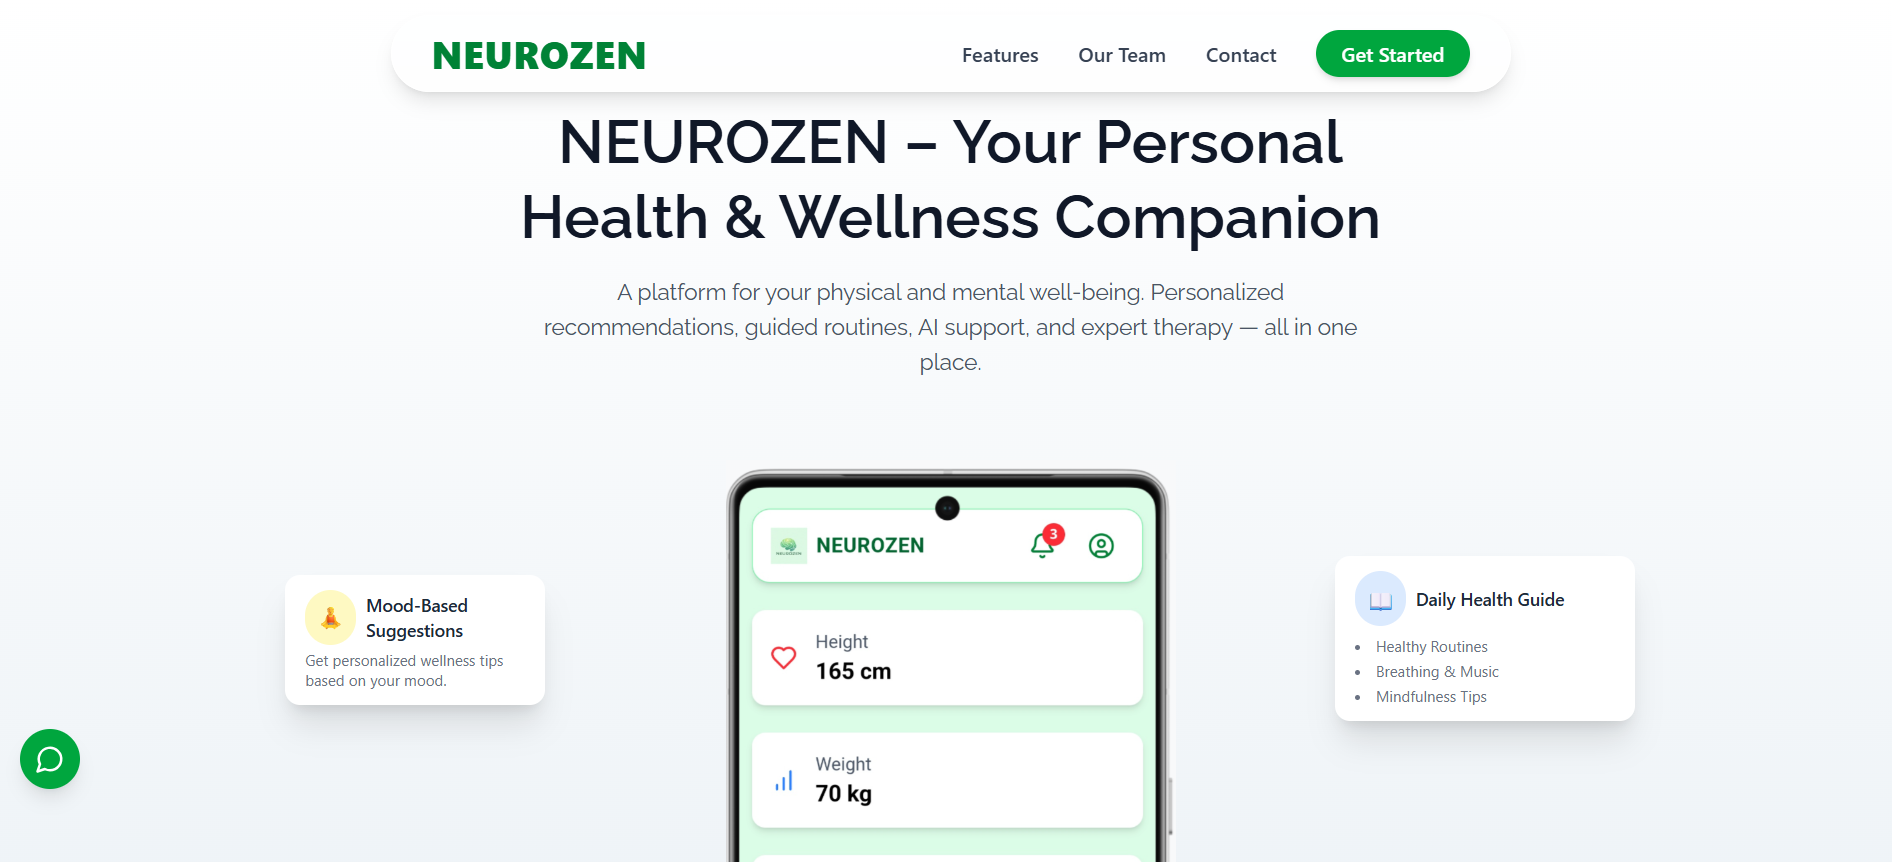 NEUROZEN
Features
Our Team
Contact
Get Started
NEUROZEN – Your Personal
Health & Wellness Companion
A platform for your physical and mental well-being. Personalized
recommendations, guided routines, AI support, and expert therapy — all in one
place.
NEUROZEN
3
Height
165 cm
Weight
70 kg
Mood-Based
Suggestions
Get personalized wellness tips
based on your mood.
Daily Health Guide
Healthy Routines
Breathing & Music
Mindfulness Tips